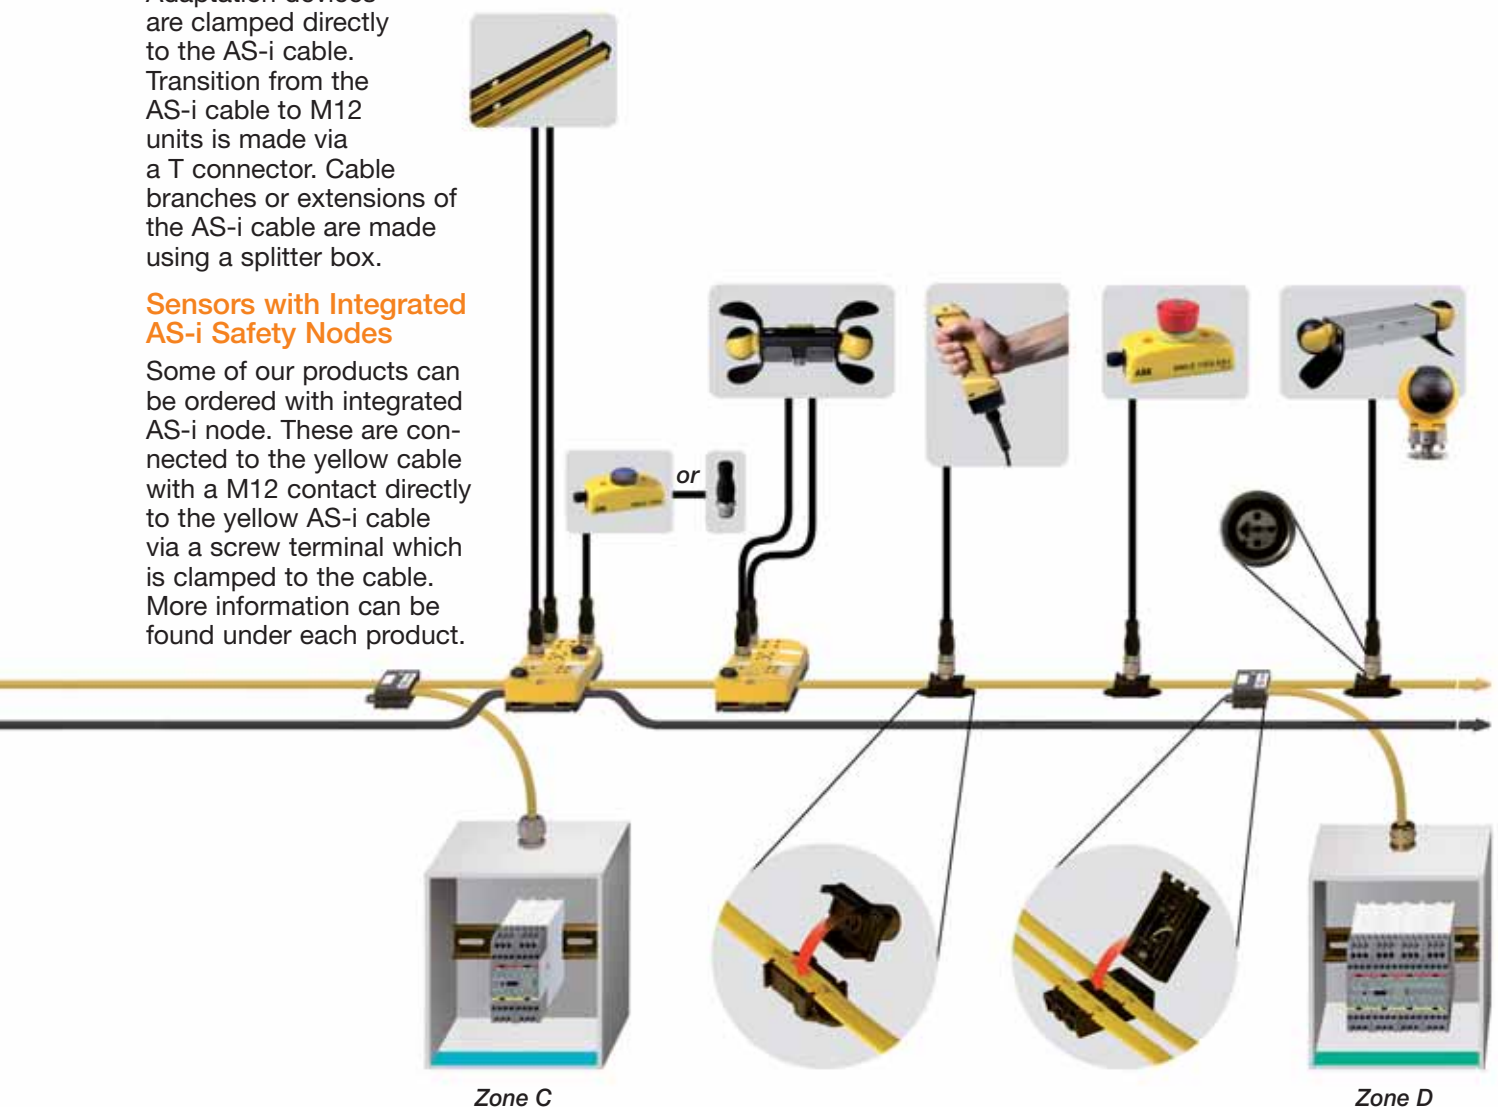 Adaptation devices
are clamped directly
to the AS-i cable.
Transition from the
AS-i cable to M12
units is made via
a T connector. Cable
branches or extensions of
the AS-i cable are made
using a splitter box.
Sensors with Integrated
AS-i Safety Nodes
Some of our products can
be ordered with integrated
AS-i node. These are con-
nected to the yellow cable
with a M12 contact directly
to the yellow AS-i cable
via a screw terminal which
is clamped to the cable.
More information can be
found under each product.
or
ABB
ABB
Zone C
Zone D